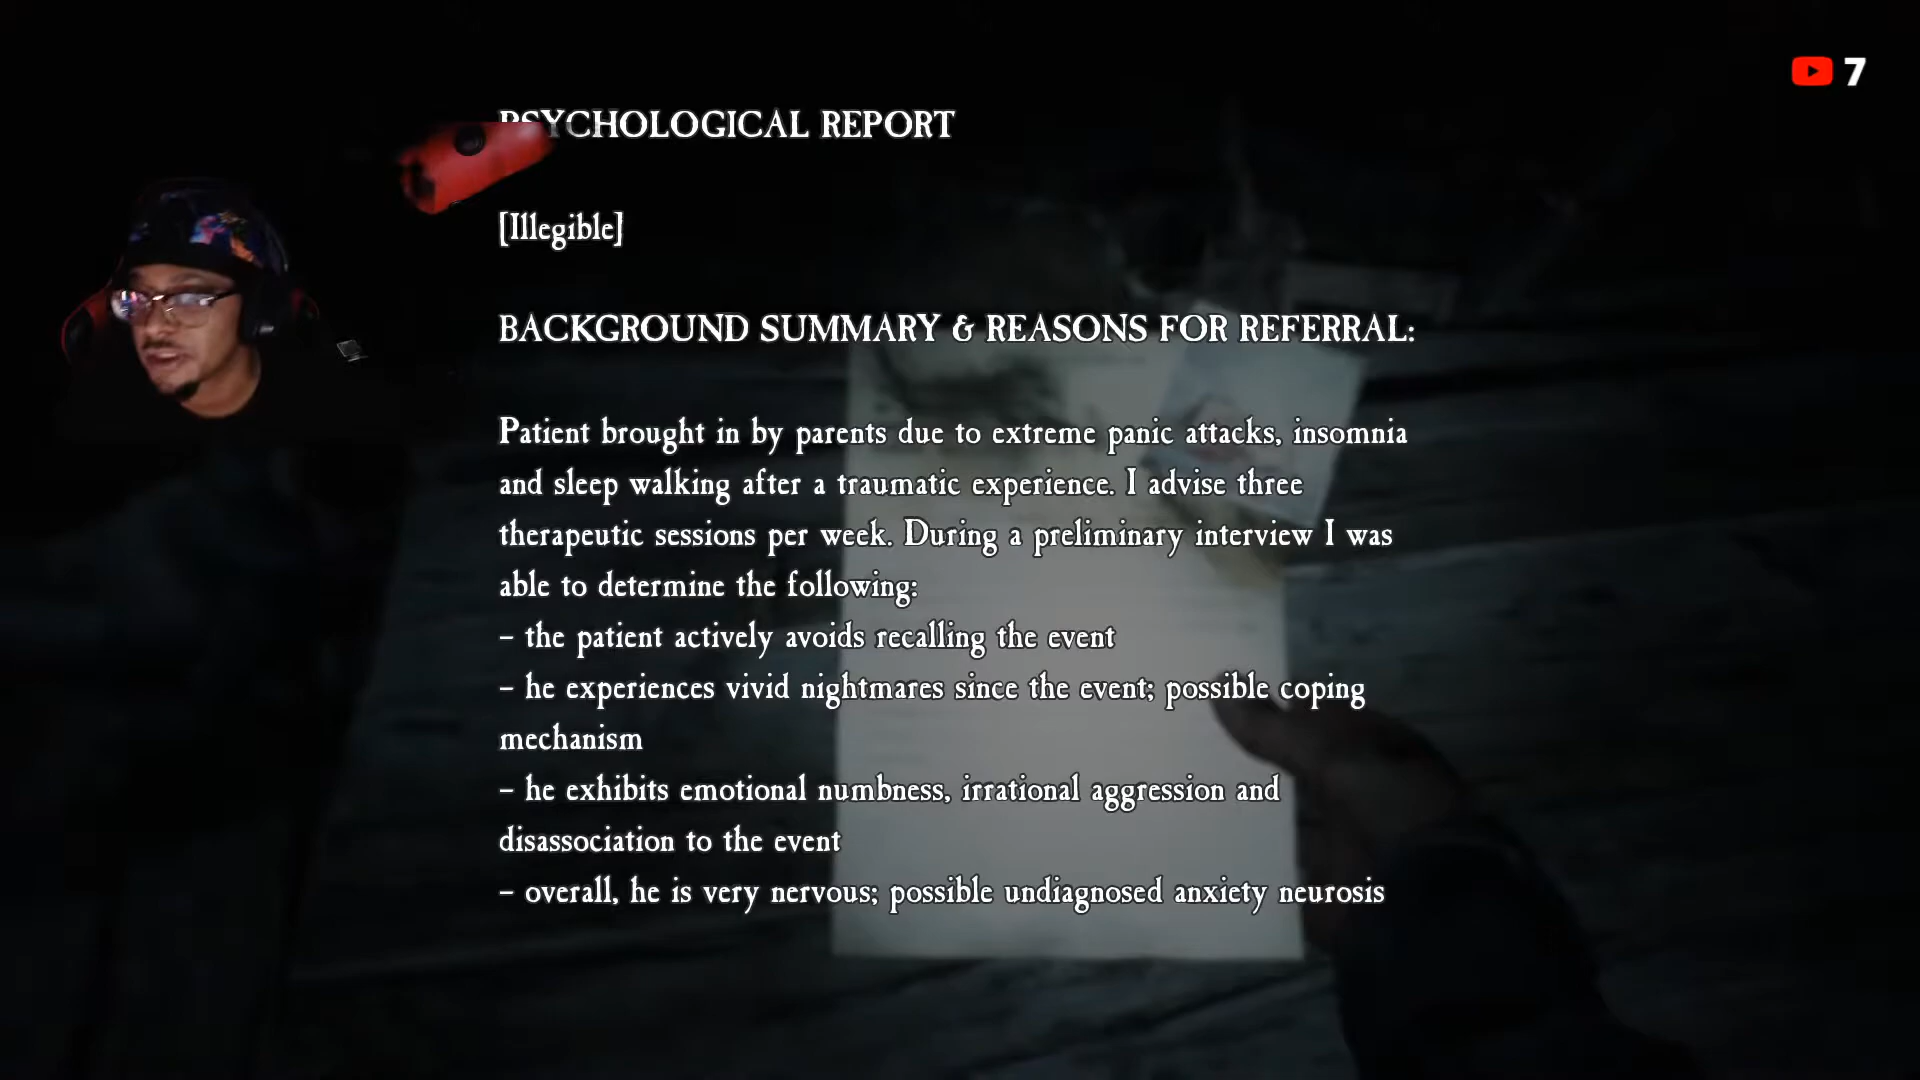 7
PSYCHOLOGICAL REPORT
[Illegible]
BACKGROUND SUMMARY & REASONS FOR REFERRAL:
Patient brought in by parents due to extreme panic attacks, insomnia
and sleep walking after a traumatic experience. I advise three
therapeutic sessions per week. During a preliminary interview I was
able to determine the following:
– the patient actively avoids recalling the event
– he experiences vivid nightmares since the event; possible coping
mechanism
– he exhibits emotional numbness, irrational aggression and
disassociation to the event
– overall, he is very nervous; possible undiagnosed anxiety neurosis